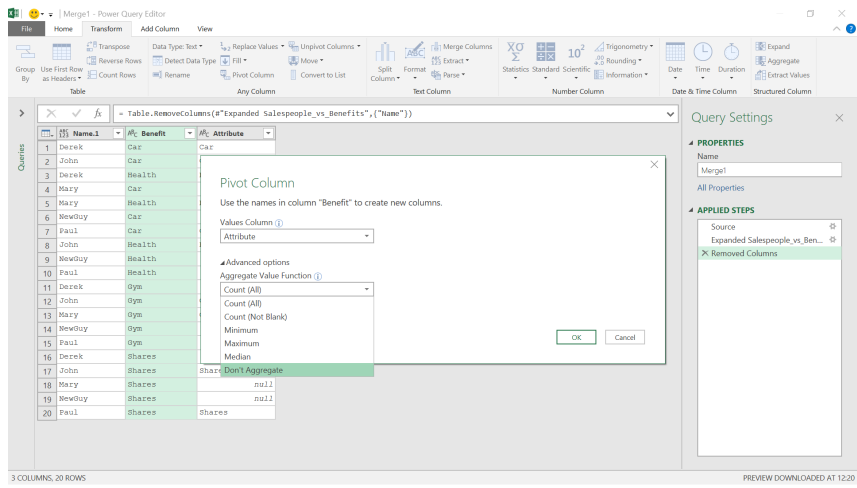 Merge1 - Power Query Editor
File Home Transform Add Column View
Group By
Use First Row as Headers
Transpose
Reverse Rows
Count Rows
Table
Data Type: Text
Detect Data Type
Rename
Replace Values
Fill
Pivot Column
Unpivot Columns
Move
Convert to List
Any Column
Split Column
Format
ABC
Merge Columns
Extract
Parse
Text Column
Statistics
Standard
Scientific
Trigonometry
Rounding
Information
Number Column
Date
Time
Duration
Date & Time Column
Expand
Aggregate
Extract Values
Structured Column
= Table.RemoveColumns(#"Expanded Salespeople_vs_Benefits",{"Name"})
Queries
Name.1 Benefit Attribute
1 Derek Car Car
2 John Car
3 Derek Health
4 Mary Car
5 Mary Health
6 NewGuy Car
7 Paul Car
8 John Health
9 NewGuy Health
10 Paul Health
11 Derek Gym
12 John Gym
13 Mary Gym
14 NewGuy Gym
15 Paul Gym
16 Derek Shares
17 John Shares Share
18 Mary Shares null
19 NewGuy Shares null
20 Paul Shares Shares
Pivot Column
Use the names in column "Benefit" to create new columns.
Values Column
Attribute
Advanced options
Aggregate Value Function
Count (All)
Count (All)
Count (Not Blank)
Minimum
Maximum
Median
Don't Aggregate
OK Cancel
Query Settings
PROPERTIES
Name
Merge1
All Properties
APPLIED STEPS
Source
Expanded Salespeople_vs_Ben...
Removed Columns
3 COLUMNS, 20 ROWS
PREVIEW DOWNLOADED AT 12:20